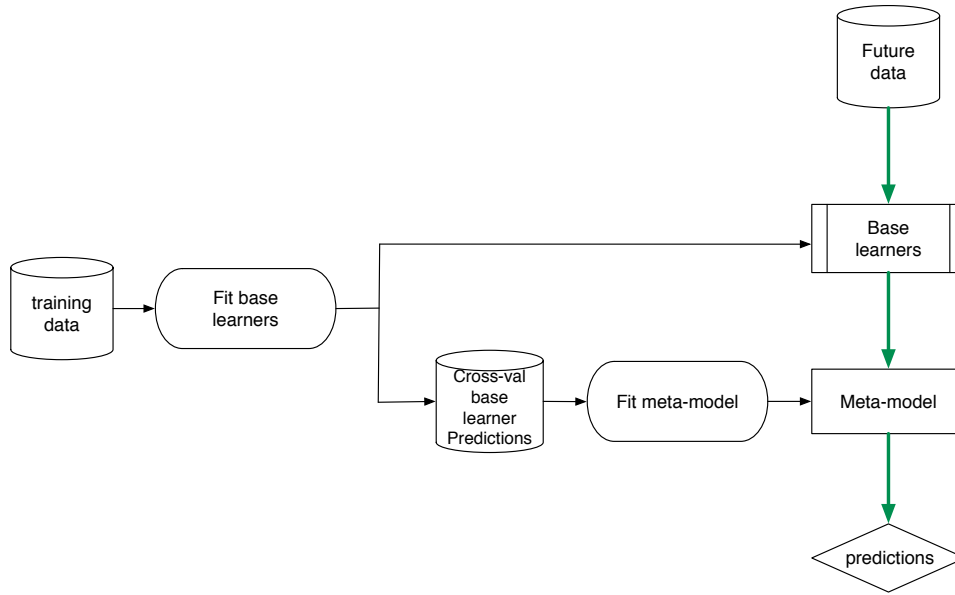 Future
data
Base
learners
training
data
Fit base
learners
Cross-val
base
learner
Predictions
Fit meta-model
Meta-model
predictions